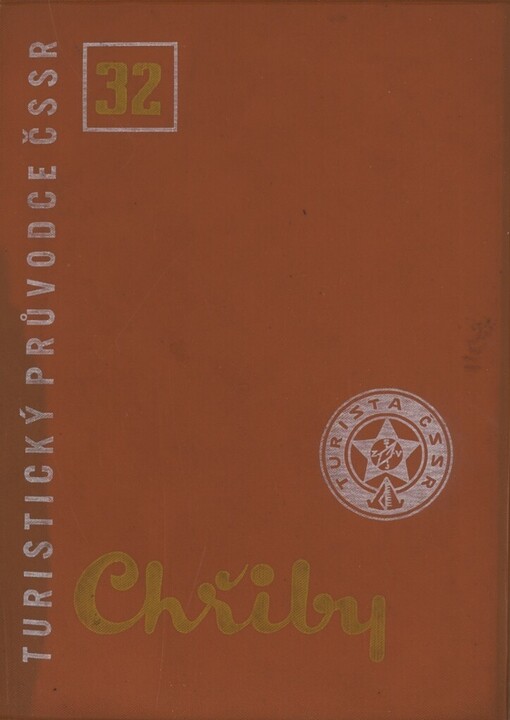 TURISTICKÝ PRŮVODCE ČSSR
32
TURISTA ČSSR
S
Z V
J
Chřiby